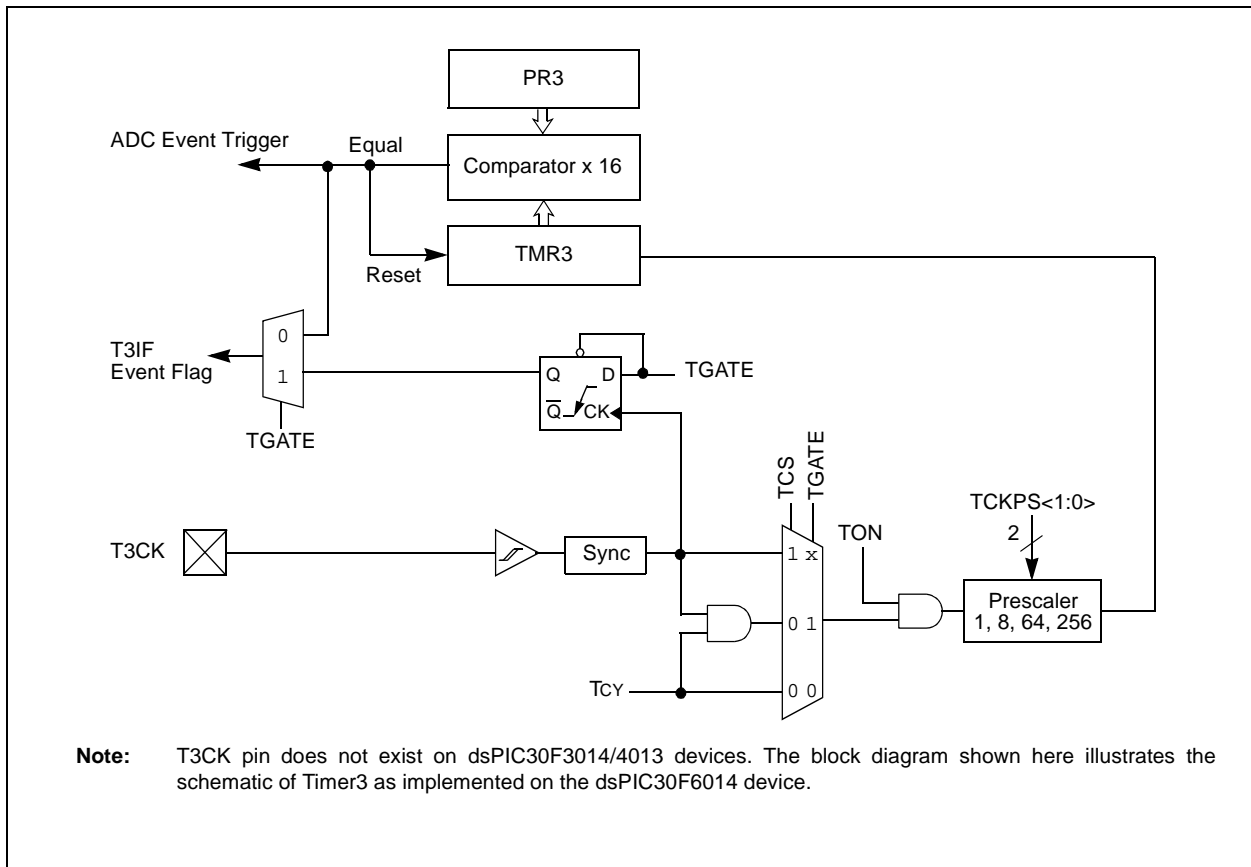 PR3
ADC Event Trigger
Equal
Comparator x 16
TMR3
Reset
0
T3IF
Event Flag
1
Q
D
TGATE
Q
CK
TGATE
TCS
TGATE
TCKPS<1:0>
2
TON
T3CK
Sync
1 x
Prescaler
1, 8, 64, 256
0 1
TCY
0 0
Note: T3CK pin does not exist on dsPIC30F3014/4013 devices. The block diagram shown here illustrates the
schematic of Timer3 as implemented on the dsPIC30F6014 device.